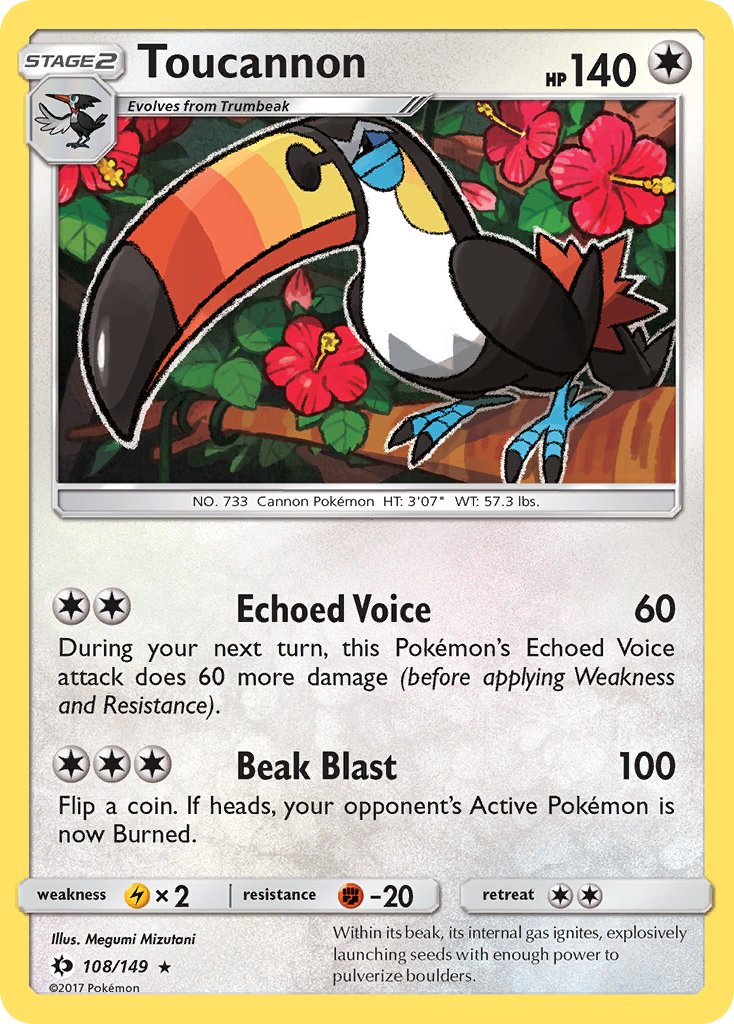 STAGE2
Toucannon
HP 140
Evolves from Trumbeak
NO. 733 Cannon Pokémon HT: 3'07" WT: 57.3 lbs.
Echoed Voice 60
During your next turn, this Pokémon's Echoed Voice
attack does 60 more damage (before applying Weakness
and Resistance).
Beak Blast 100
Flip a coin. If heads, your opponent's Active Pokémon is
now Burned.
weakness ×2 resistance -20 retreat
Illus. Megumi Mizutani
108/149 ★
©2017 Pokémon
Within its beak, its internal gas ignites, explosively
launching seeds with enough power to
pulverize boulders.